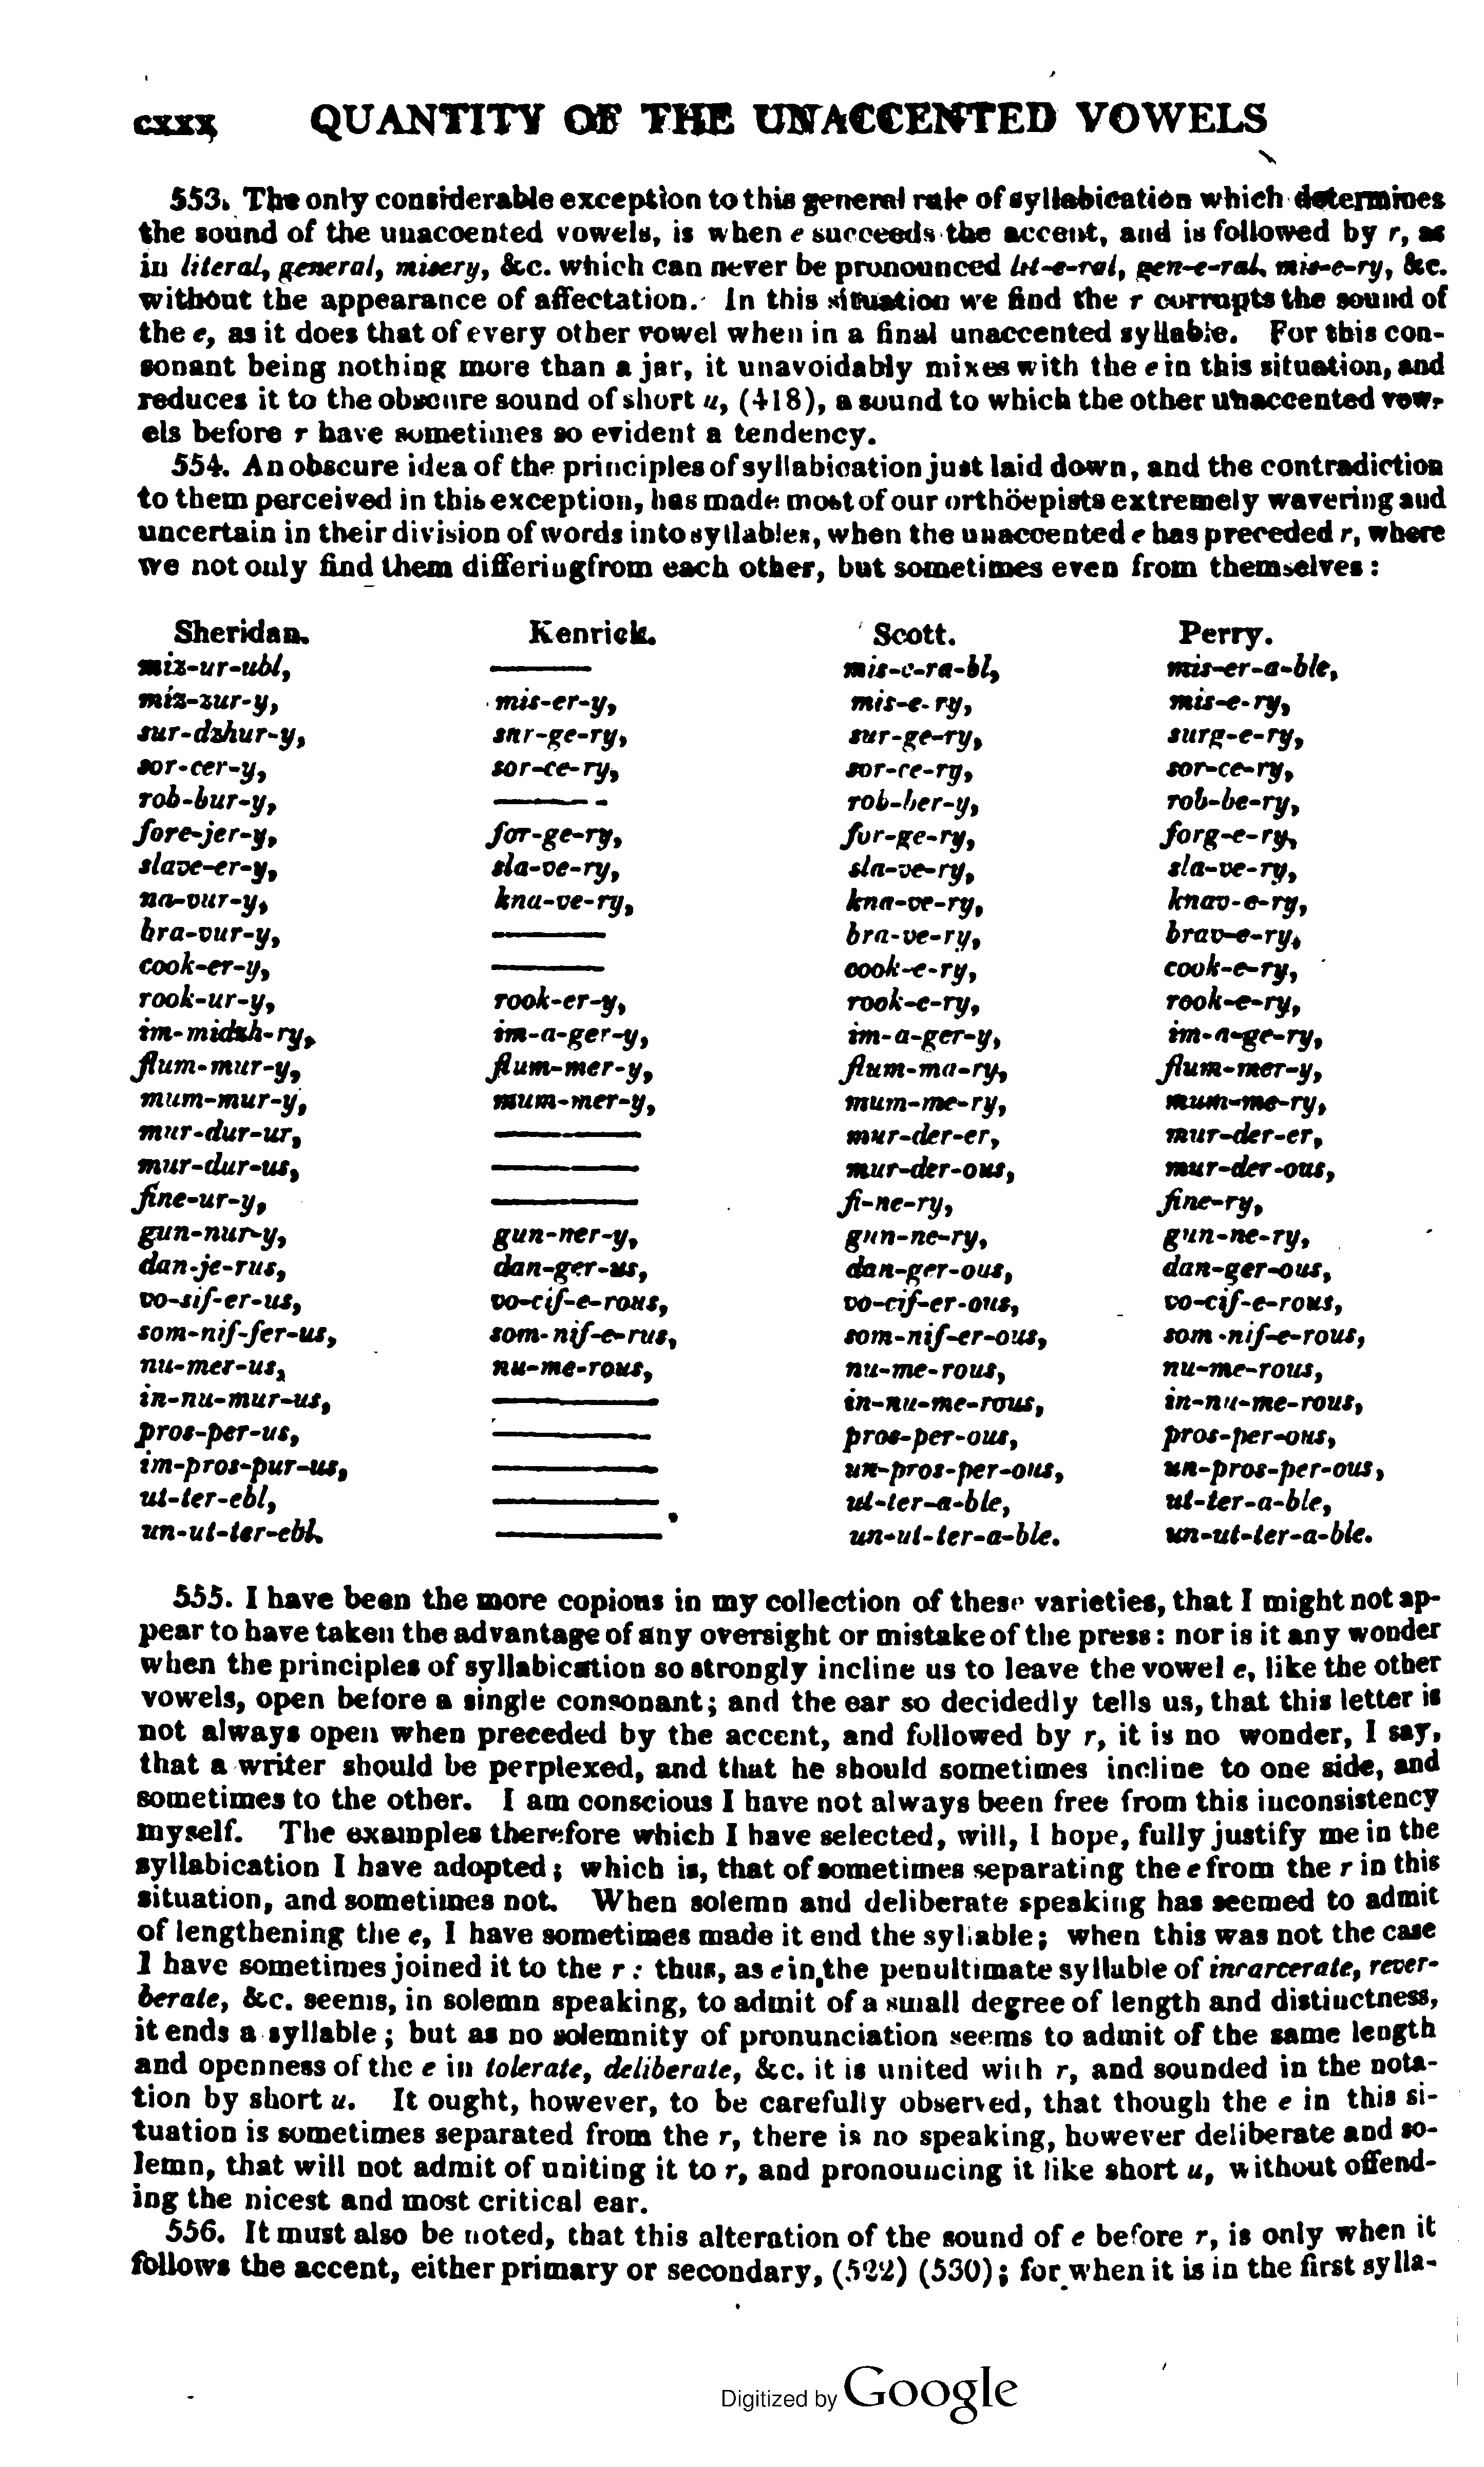 cxxx QUANTITY OF THE UNACCENTED VOWELS
553. The only considerable exception to this general rule of syllabication which determines
the sound of the unaccented vowels, is when e succeeds the accent, and is followed by r, as
in literal, general, misery, &c. which can never be pronounced lit-e-ral, gen-e-ral, mis-e-ry, &c.
without the appearance of affectation. In this situation we find the r corrupts the sound of
the e, as it does that of every other vowel when in a final unaccented syllable. For this con-
sonant being nothing more than a jar, it unavoidably mixes with the e in this situation, and
reduces it to the obscure sound of short u, (418), a sound to which the other unaccented vow-
els before r have sometimes so evident a tendency.
554. An obscure idea of the principles of syllabication just laid down, and the contradiction
to them perceived in this exception, has made most of our orthöepists extremely wavering and
uncertain in their division of words into syllables, when the unaccented e has preceded r, where
we not only find them differing from each other, but sometimes even from themselves:
Sheridan. Kenrick. Scott. Perry.
miz-ur-ubl, ——— mis-e-ra-bl, mis-er-a-ble,
miz-zur-y, mis-er-y, mis-e-ry, mis-e-ry,
sur-dzhur-y, sur-ge-ry, sur-ge-ry, surg-e-ry,
sor-cer-y, sor-ce-ry, sor-ce-ry, sor-ce-ry,
rob-bur-y, ——— rob-ber-y, rob-be-ry,
fore-jer-y, for-ge-ry, for-ge-ry, forg-e-ry,
slave-er-y, sla-ve-ry, sla-ve-ry, sla-ve-ry,
na-vur-y, kna-ve-ry, kna-ve-ry, knav-e-ry,
bra-vur-y, ——— bra-ve-ry, brav-e-ry,
cook-er-y, ——— cook-e-ry, cook-e-ry,
rook-ur-y, rook-er-y, rook-e-ry, rook-e-ry,
im-midzh-ry, im-a-ger-y, im-a-ger-y, im-a-ge-ry,
flum-mur-y, flum-mer-y, flum-ma-ry, flum-mer-y,
mum-mur-y, mum-mer-y, mum-me-ry, mum-me-ry,
mur-dur-ur, ——— mur-der-er, mur-der-er,
mur-dur-us, ——— mur-der-ous, mur-der-ous,
fine-ur-y, ——— fi-ne-ry, fine-ry,
gun-nur-y, gun-ner-y, gun-ne-ry, gun-ne-ry,
dan-je-rus, dan-ger-us, dan-ger-ous, dan-ger-ous,
vo-sif-er-us, vo-cif-e-rous, vo-cif-er-ous, vo-cif-e-rous,
som-nif-fer-us, som-nif-e-rus, som-nif-er-ous, som-nif-e-rous,
nu-mer-us, nu-me-rous, nu-me-rous, nu-me-rous,
in-nu-mur-us, ——— in-nu-me-rous, in-nu-me-rous,
pros-per-us, ——— pros-per-ous, pros-per-ous,
im-pros-pur-us, ——— un-pros-per-ous, un-pros-per-ous,
ut-ter-ebl, ——— ut-ter-a-ble, ut-ter-a-ble,
un-ut-ter-ebl. ——— un-ut-ter-a-ble. un-ut-ter-a-ble.
555. I have been the more copious in my collection of these varieties, that I might not ap-
pear to have taken the advantage of any oversight or mistake of the press: nor is it any wonder
when the principles of syllabication so strongly incline us to leave the vowel e, like the other
vowels, open before a single consonant; and the ear so decidedly tells us, that this letter is
not always open when preceded by the accent, and followed by r, it is no wonder, I say,
that a writer should be perplexed, and that he should sometimes incline to one side, and
sometimes to the other. I am conscious I have not always been free from this inconsistency
myself. The examples therefore which I have selected, will, I hope, fully justify me in the
syllabication I have adopted; which is, that of sometimes separating the e from the r in this
situation, and sometimes not. When solemn and deliberate speaking has seemed to admit
of lengthening the e, I have sometimes made it end the syllable; when this was not the case
I have sometimes joined it to the r: thus, as e in the penultimate syllable of incarcerate, rever-
berate, &c. seems, in solemn speaking, to admit of a small degree of length and distinctness,
it ends a syllable; but as no solemnity of pronunciation seems to admit of the same length
and openness of the e in tolerate, deliberate, &c. it is united with r, and sounded in the nota-
tion by short u. It ought, however, to be carefully observed, that though the e in this si-
tuation is sometimes separated from the r, there is no speaking, however deliberate and so-
lemn, that will not admit of uniting it to r, and pronouncing it like short u, without offend-
ing the nicest and most critical ear.
556. It must also be noted, that this alteration of the sound of e before r, is only when it
follows the accent, either primary or secondary, (522) (530); for when it is in the first sylla-
Digitized by Google